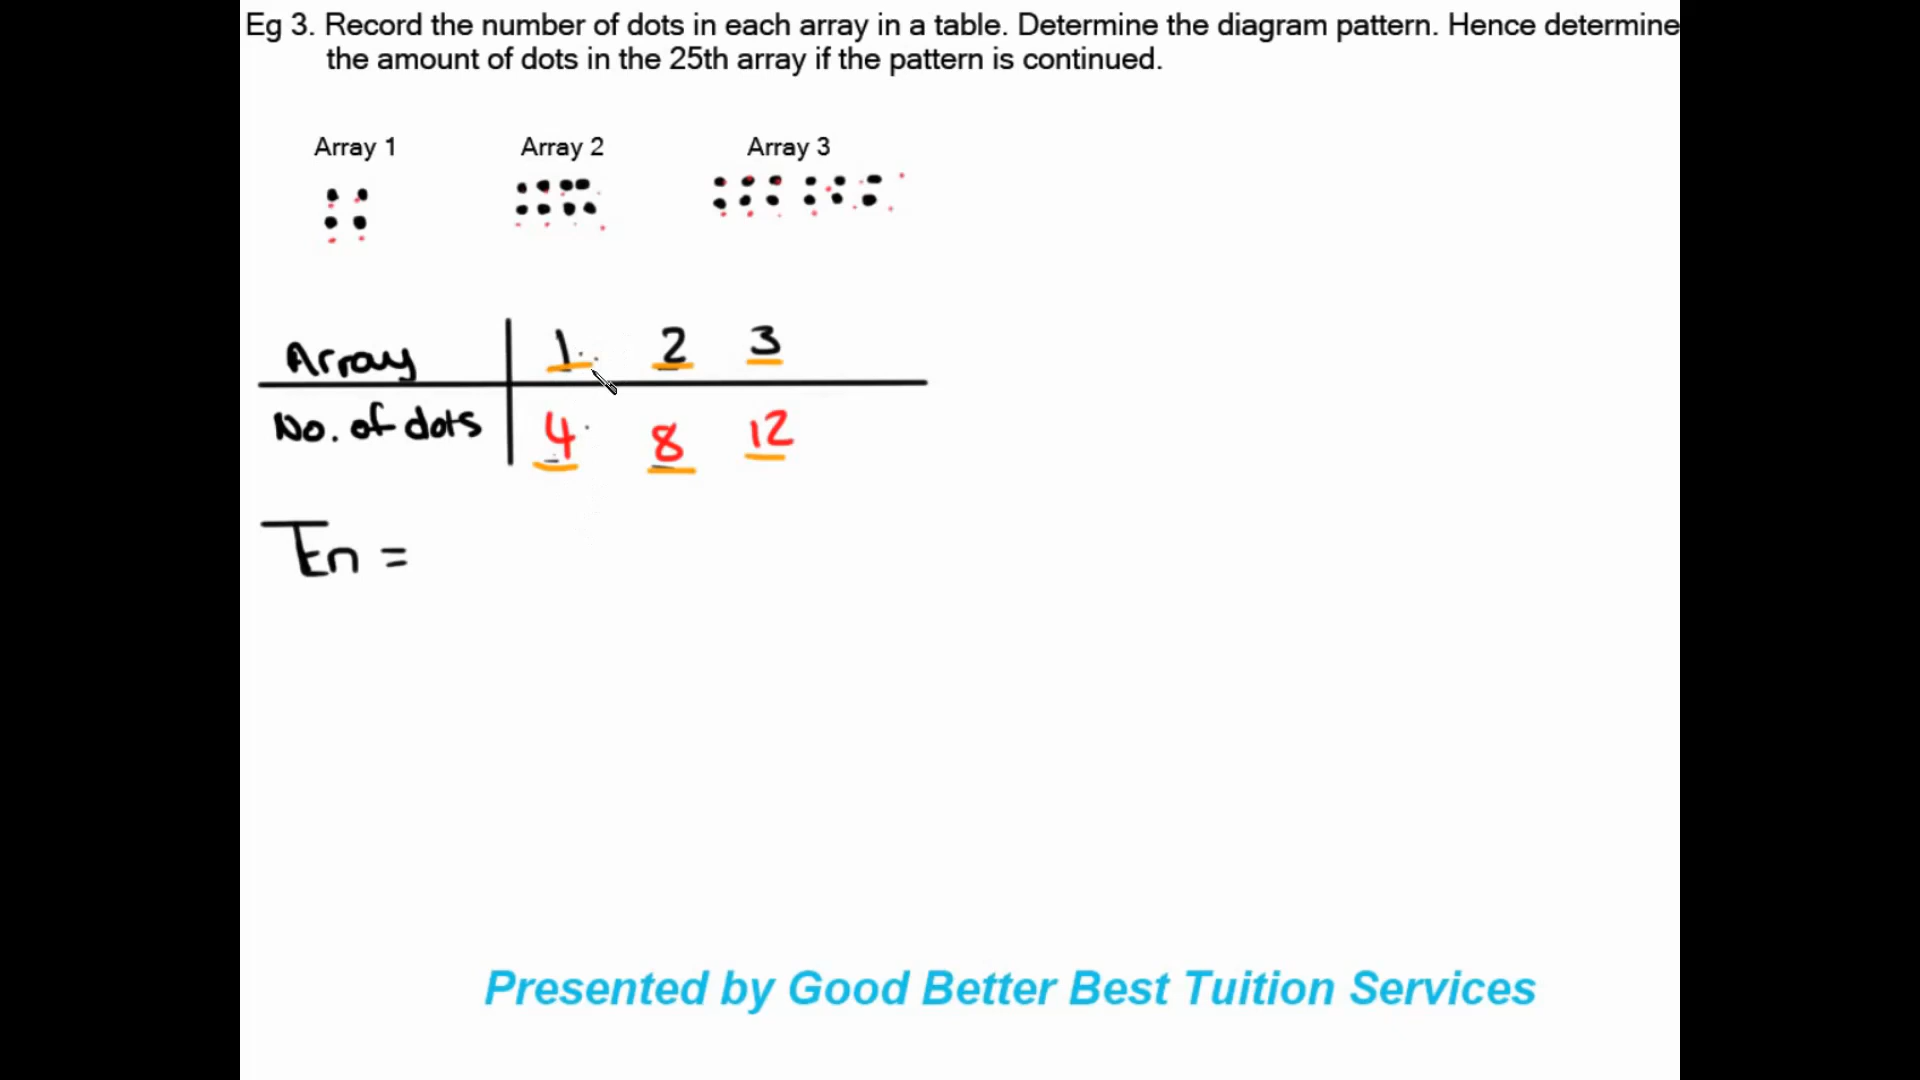 Eg 3. Record the number of dots in each array in a table. Determine the diagram pattern. Hence determine
the amount of dots in the 25th array if the pattern is continued.
Array 1 Array 2 Array 3
Array 1 2 3
No. of dots 4 8 12
Tn =
Presented by Good Better Best Tuition Services